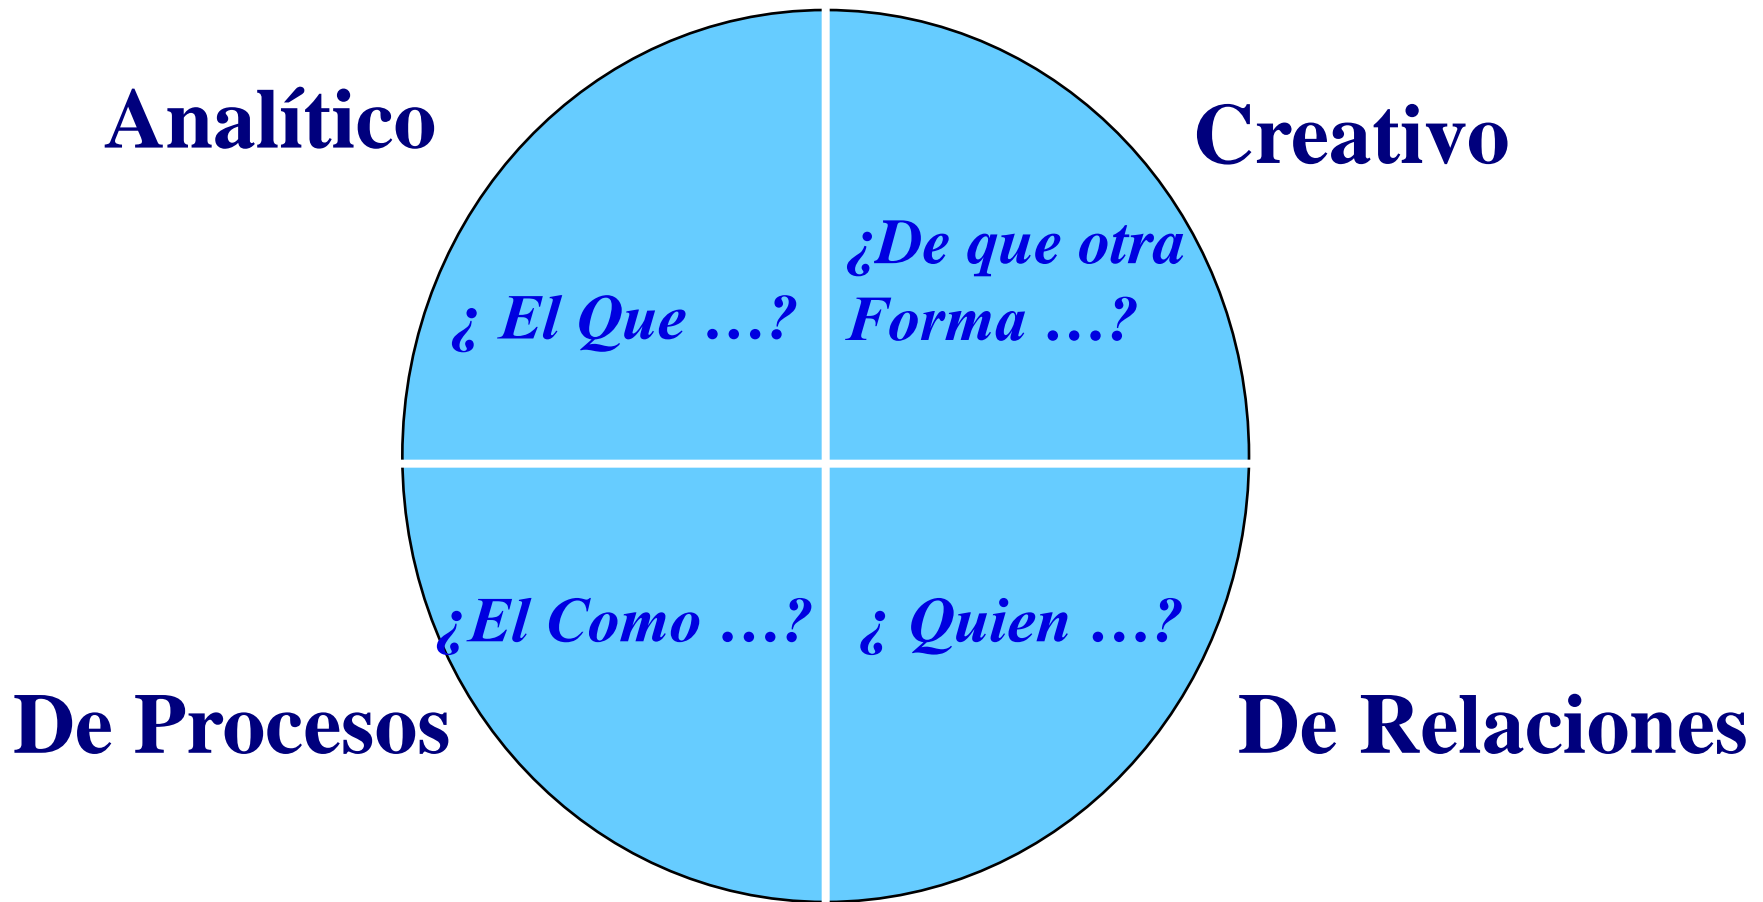 Analítico
Creativo
¿De que otra
Forma …?
¿ El Que …?
¿El Como …?
¿ Quien …?
De Procesos
De Relaciones